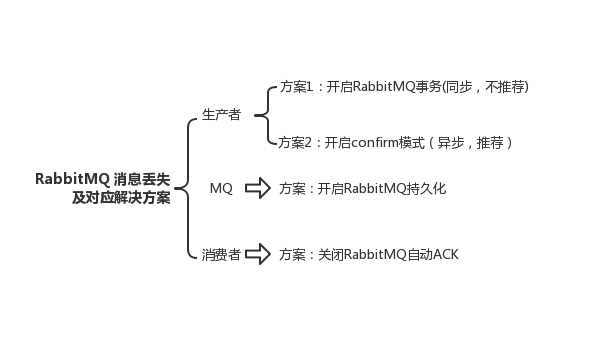 RabbitMQ 消息丢失
及对应解决方案
生产者
方案1：开启RabbitMQ事务(同步，不推荐)
方案2：开启confirm模式（异步，推荐）
MQ
方案：开启RabbitMQ持久化
消费者
方案：关闭RabbitMQ自动ACK